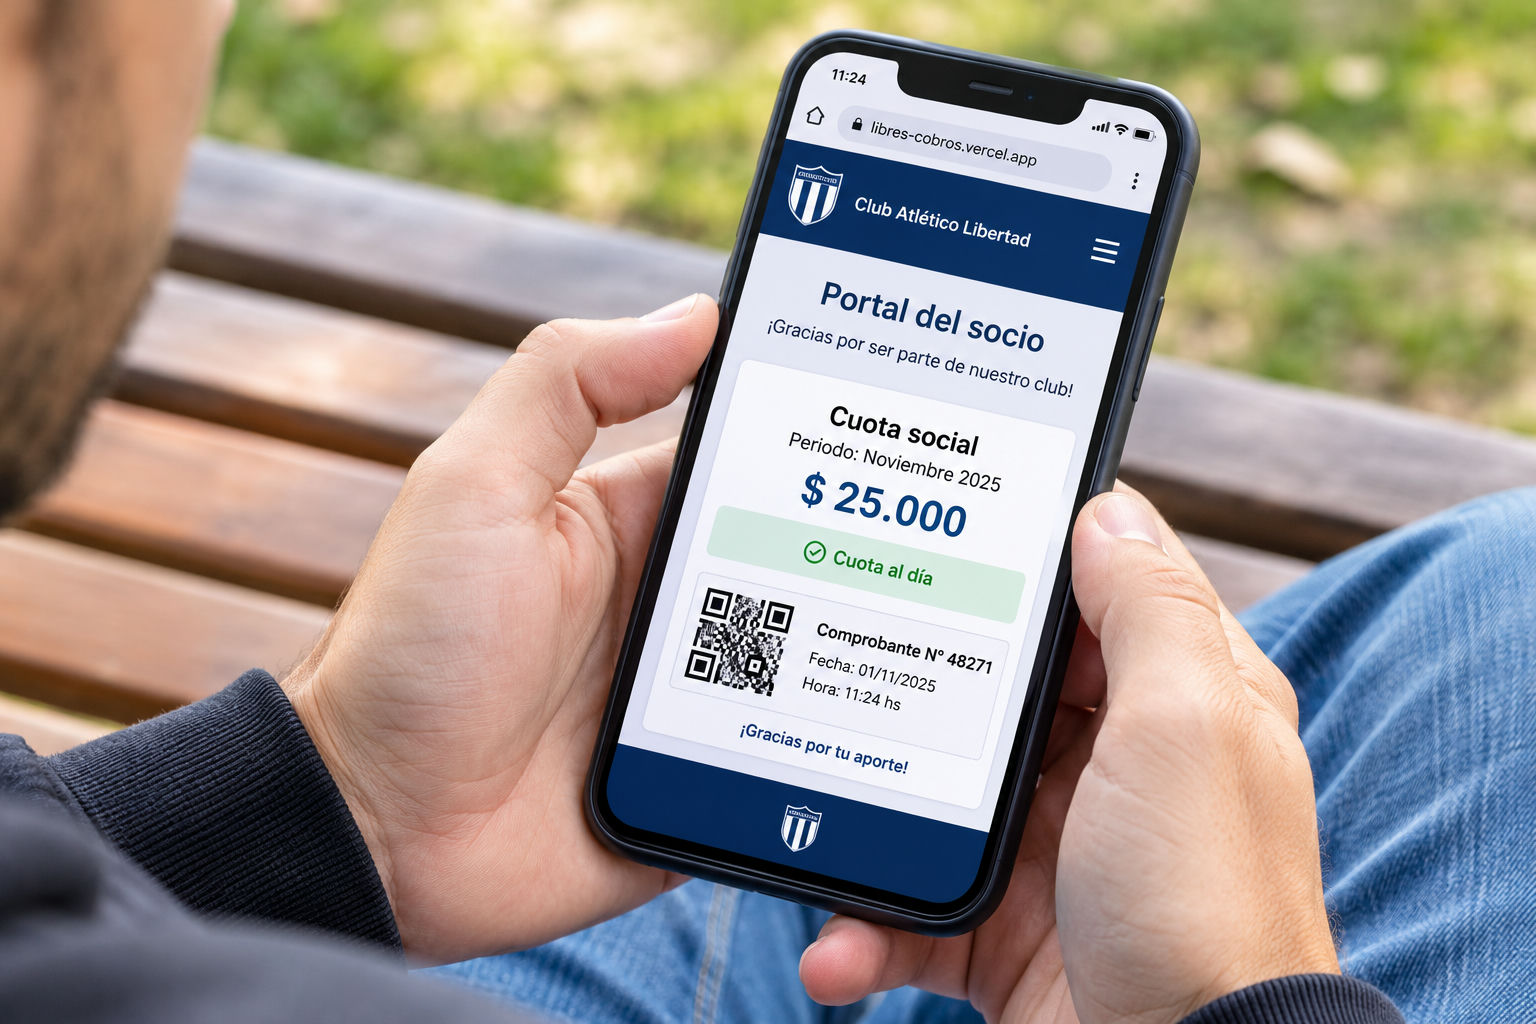 11:24
libres-cobros.vercel.app
Club Atlético Libertad
Portal del socio
¡Gracias por ser parte de nuestro club!
Cuota social
Periodo: Noviembre 2025
$ 25.000
Cuota al día
Comprobante N° 48271
Fecha: 01/11/2025
Hora: 11:24 hs
¡Gracias por tu aporte!